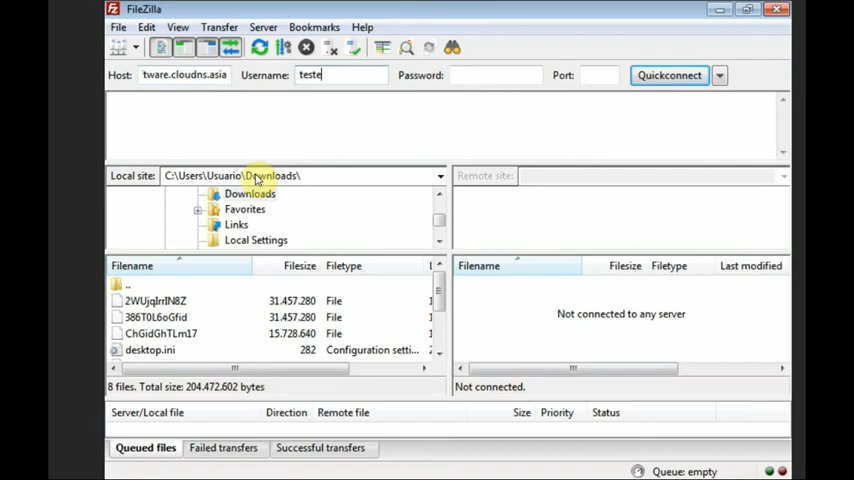 FileZilla
File Edit View Transfer Server Bookmarks Help
Host: tware.cloudns.asia Username: teste Password: Port: Quickconnect
Local site: C:\Users\Usuario\Downloads\ Remote site:
Downloads
Favorites
Links
Local Settings
Filename Filesize Filetype Filename Filesize Filetype Last modified
..
2WUjqIrrIN8Z 31.457.280 File
386T0L6oGfid 31.457.280 File
Not connected to any server
ChGidGhTLm17 15.728.640 File
desktop.ini 282 Configuration setti...
8 files. Total size: 204.472.602 bytes Not connected.
Server/Local file Direction Remote file Size Priority Status
Queued files Failed transfers Successful transfers
Queue: empty